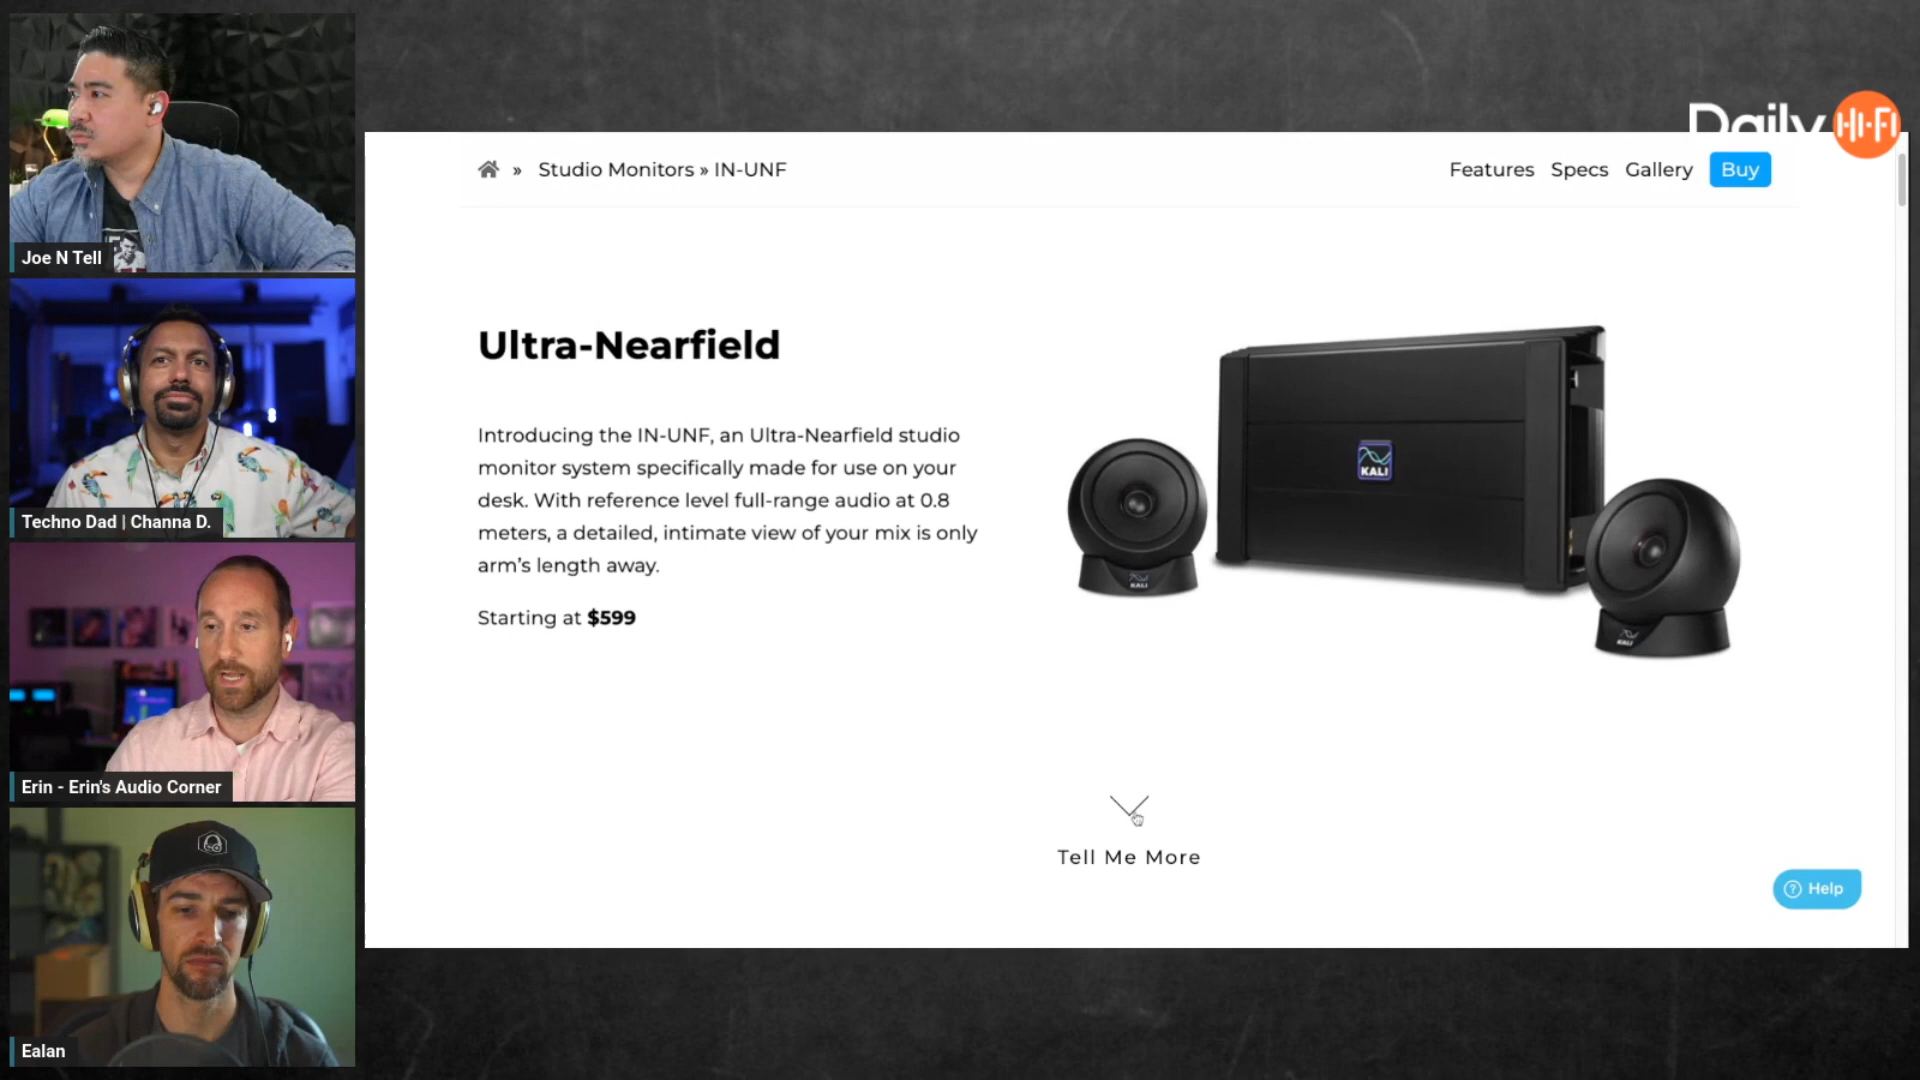 Joe N Tell
Techno Dad | Channa D.
Erin - Erin's Audio Corner
Ealan
Daily HI-FI
» Studio Monitors » IN-UNF
Features Specs Gallery Buy
Ultra-Nearfield
Introducing the IN-UNF, an Ultra-Nearfield studio
monitor system specifically made for use on your
desk. With reference level full-range audio at 0.8
meters, a detailed, intimate view of your mix is only
arm’s length away.
Starting at $599
KALI
KALI
KALI
Tell Me More
? Help